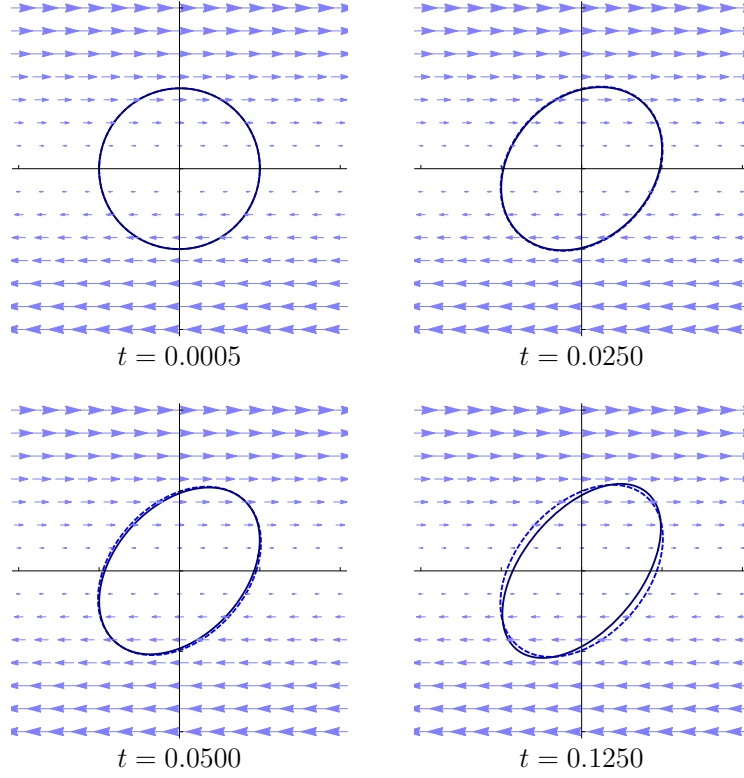 t = 0.0005
t = 0.0250
t = 0.0500
t = 0.1250